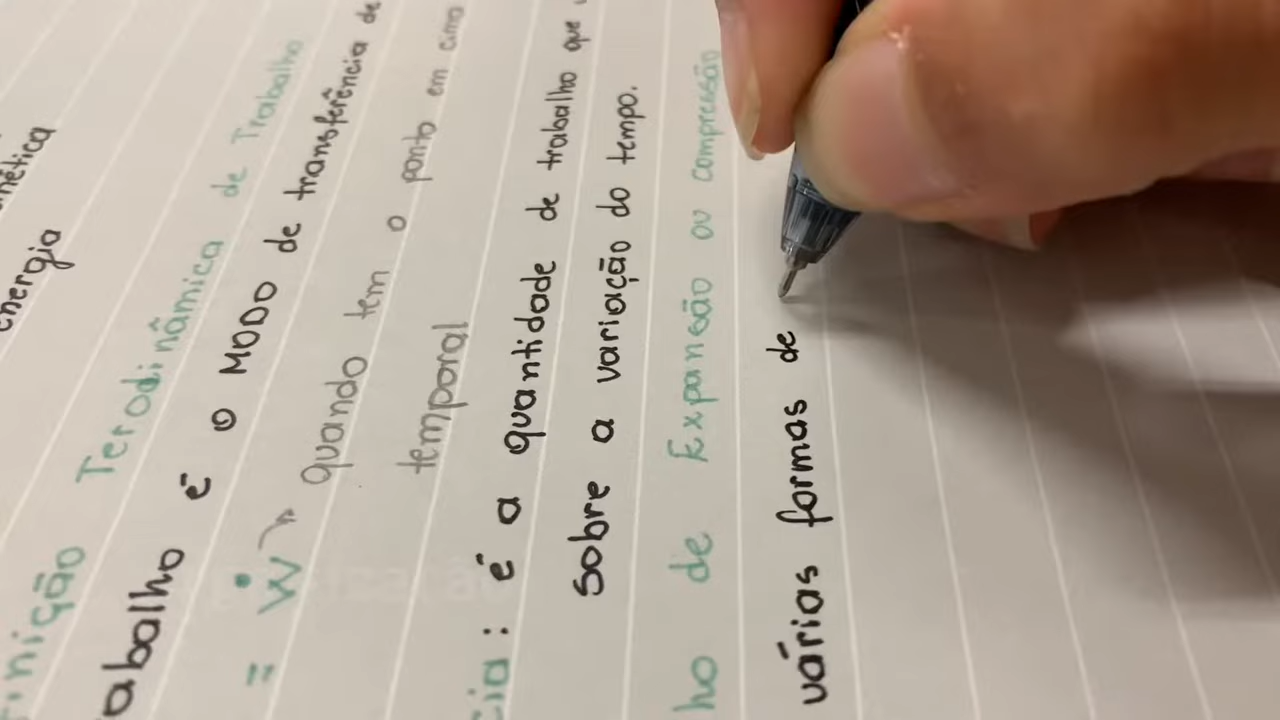 nética
energia
inição Terodinâmica de Trabalho
abalho é o MODO de transferência de
= Ẇ quando tem o ponto em cima
temporal
cia: é a quantidade de trabalho que
sobre a variação do tempo.
ho de Expansão ou compressão
várias formas de